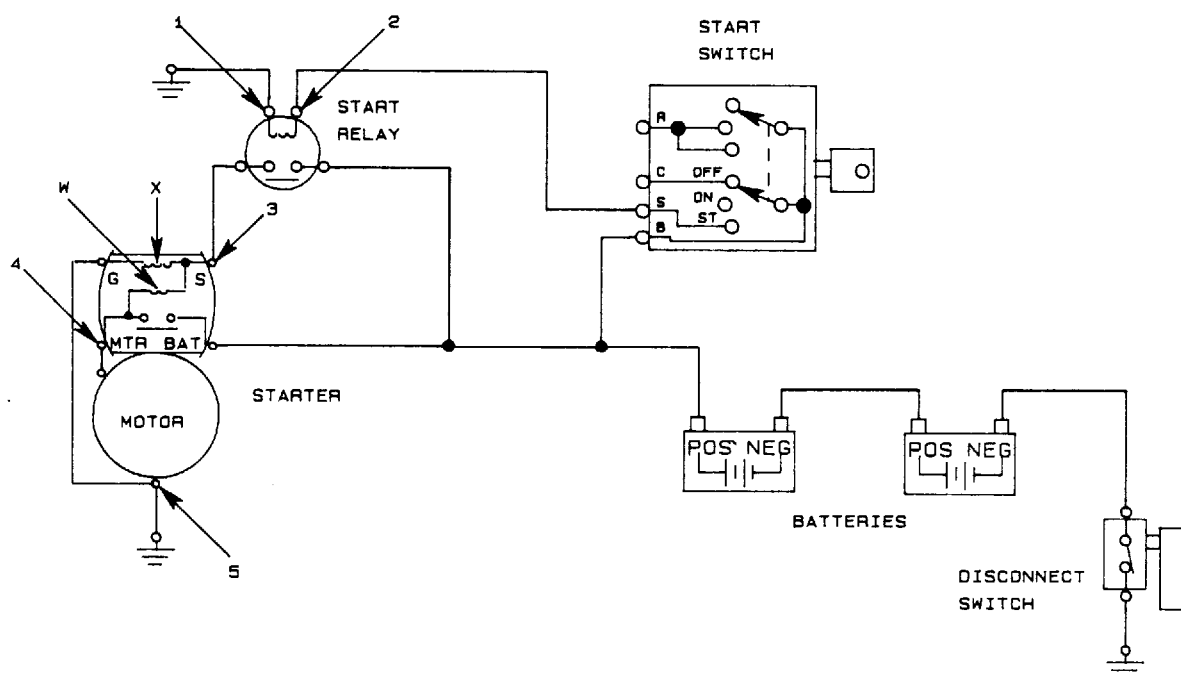 1
2
START
SWITCH
START
RELAY
R
C
OFF
S
ON
ST
B
W
X
3
4
G
S
MTR BAT
STARTER
MOTOR
5
POS NEG
POS NEG
BATTERIES
DISCONNECT
SWITCH